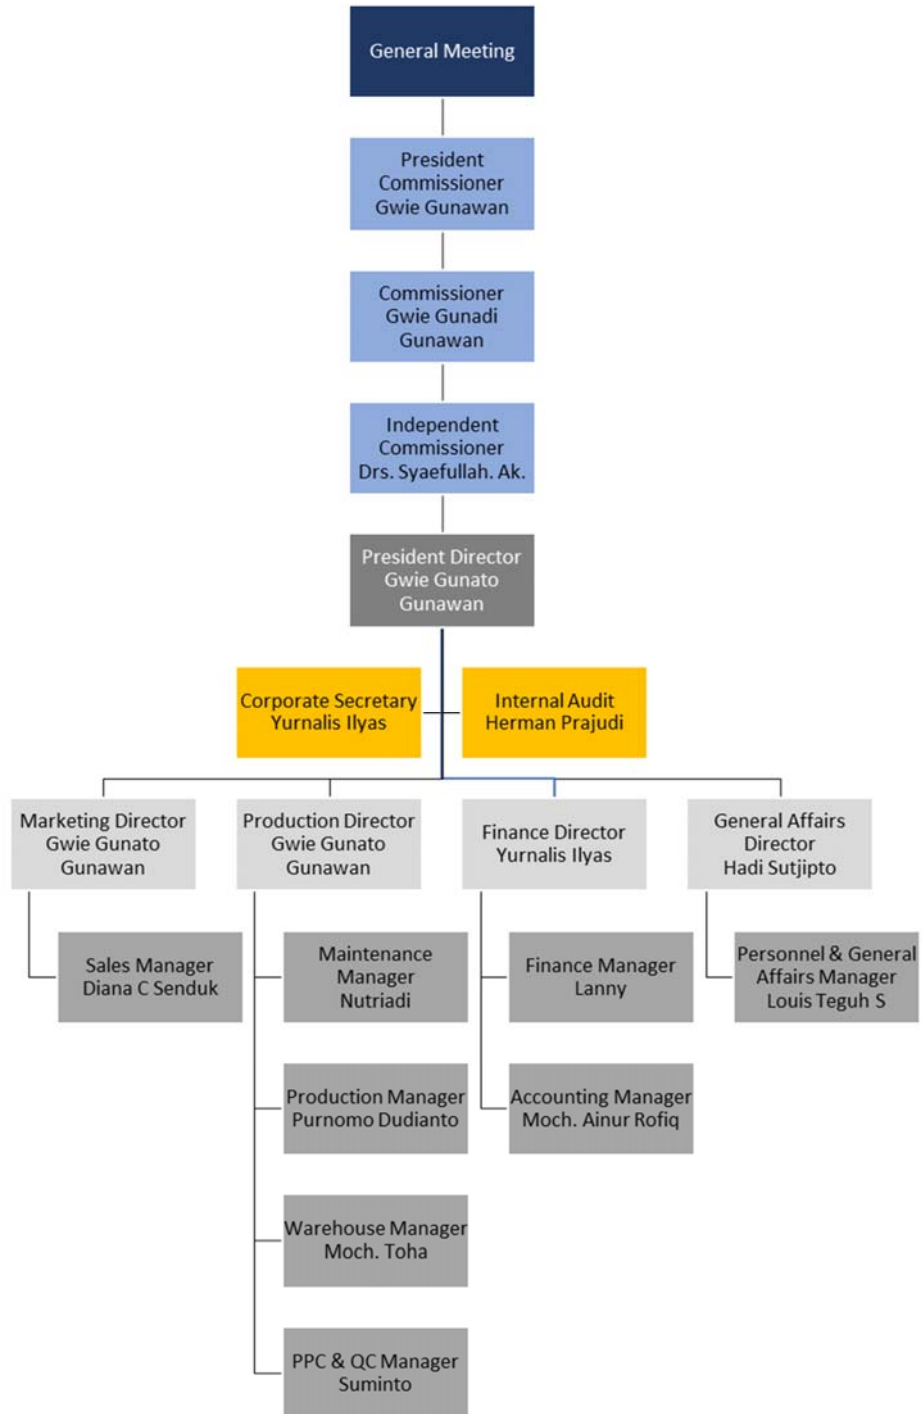 General Meeting
President
Commissioner
Gwie Gunawan
Commissioner
Gwie Gunadi
Gunawan
Independent
Commissioner
Drs. Syaefullah. Ak.
President Director
Gwie Gunato
Gunawan
Corporate Secretary
Yurnalis Ilyas
Internal Audit
Herman Prajudi
Marketing Director
Gwie Gunato
Gunawan
Production Director
Gwie Gunato
Gunawan
Finance Director
Yurnalis Ilyas
General Affairs
Director
Hadi Sutjipto
Sales Manager
Diana C Senduk
Maintenance
Manager
Nutriadi
Finance Manager
Lanny
Personnel & General
Affairs Manager
Louis Teguh S
Production Manager
Purnomo Dudianto
Accounting Manager
Moch. Ainur Rofiq
Warehouse Manager
Moch. Toha
PPC & QC Manager
Suminto